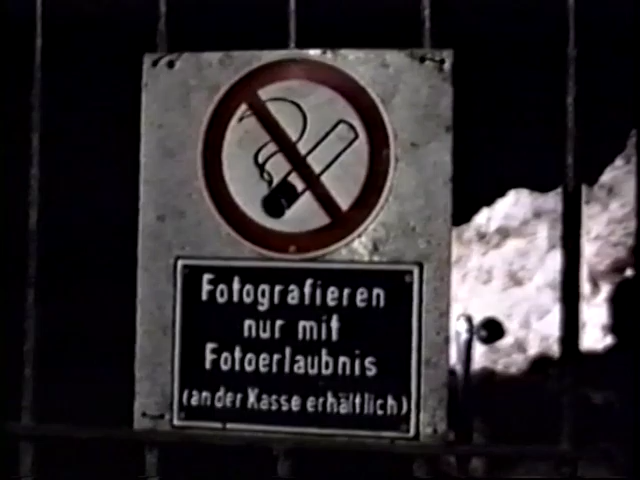 Fotografieren
nur mit
Fotoerlaubnis
(an der Kasse erhältlich)